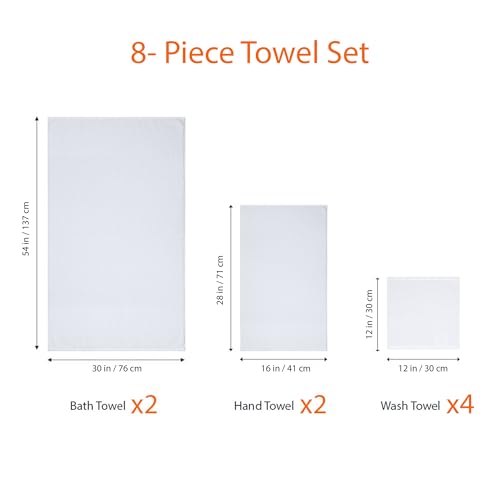 8- Piece Towel Set
54 in / 137 cm
30 in / 76 cm
28 in / 71 cm
16 in / 41 cm
12 in / 30 cm
12 in / 30 cm
Bath Towel x2
Hand Towel x2
Wash Towel x4